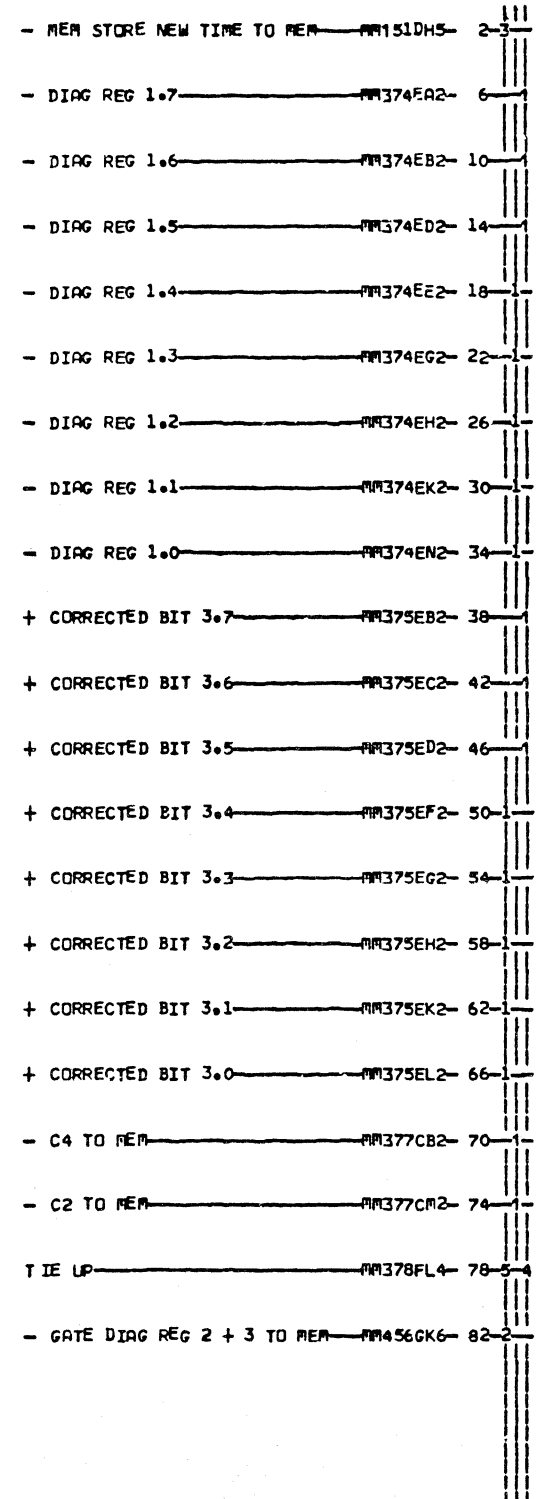 - MEM STORE NEW TIME TO MEM MM151DH5- 2 3
- DIAG REG 1.7 MM374EA2- 6 1
- DIAG REG 1.6 MM374EB2- 10 1
- DIAG REG 1.5 MM374ED2- 14 1
- DIAG REG 1.4 MM374EE2- 18 1
- DIAG REG 1.3 MM374EG2- 22 1
- DIAG REG 1.2 MM374EH2- 26 1
- DIAG REG 1.1 MM374EK2- 30 1
- DIAG REG 1.0 MM374EN2- 34 1
+ CORRECTED BIT 3.7 MM375EB2- 38 1
+ CORRECTED BIT 3.6 MM375EC2- 42 1
+ CORRECTED BIT 3.5 MM375ED2- 46 1
+ CORRECTED BIT 3.4 MM375EF2- 50 1
+ CORRECTED BIT 3.3 MM375EG2- 54 1
+ CORRECTED BIT 3.2 MM375EH2- 58 1
+ CORRECTED BIT 3.1 MM375EK2- 62 1
+ CORRECTED BIT 3.0 MM375EL2- 66 1
- C4 TO MEM MM377CB2- 70 1
- C2 TO MEM MM377CM2- 74 1
TIE UP MM378FL4- 78 5 4
- GATE DIAG REG 2 + 3 TO MEM MM456GK6- 82 2